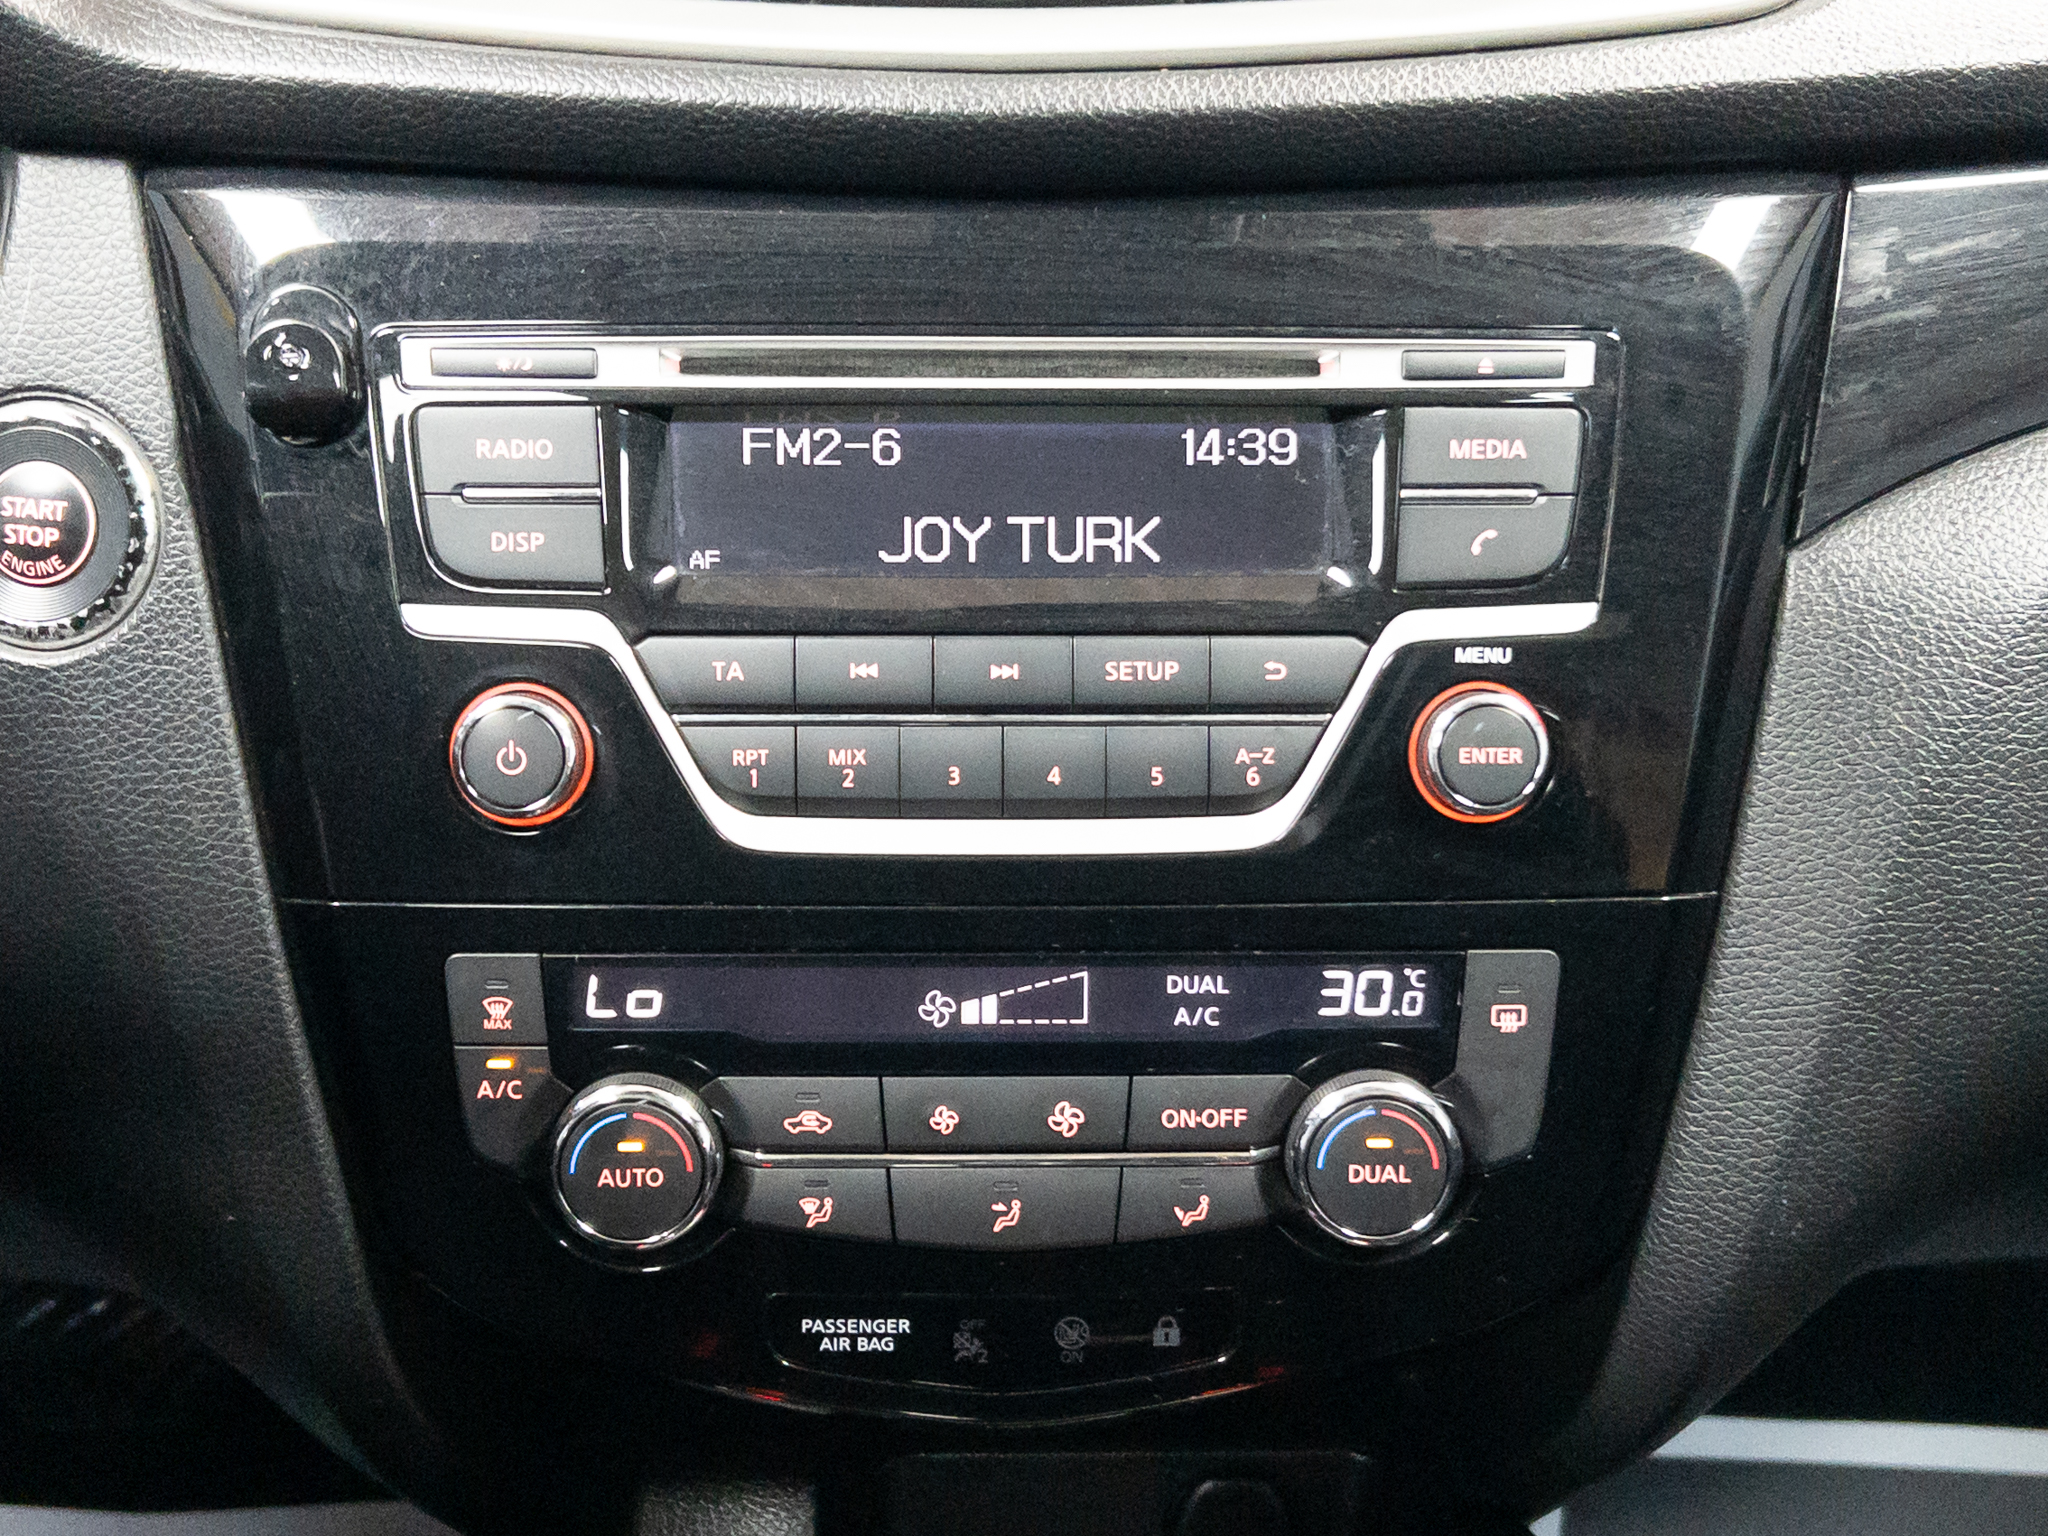 START
STOP
ENGINE
RADIO
DISP
FM2-6 14:39
AF JOY TURK
MEDIA
TA SETUP
MENU
RPT MIX A-Z
1 2 3 4 5 6
ENTER
MAX
A/C
Lo DUAL 30.0 °C
A/C
AUTO
ON•OFF
DUAL
PASSENGER
AIR BAG
OFF
ON